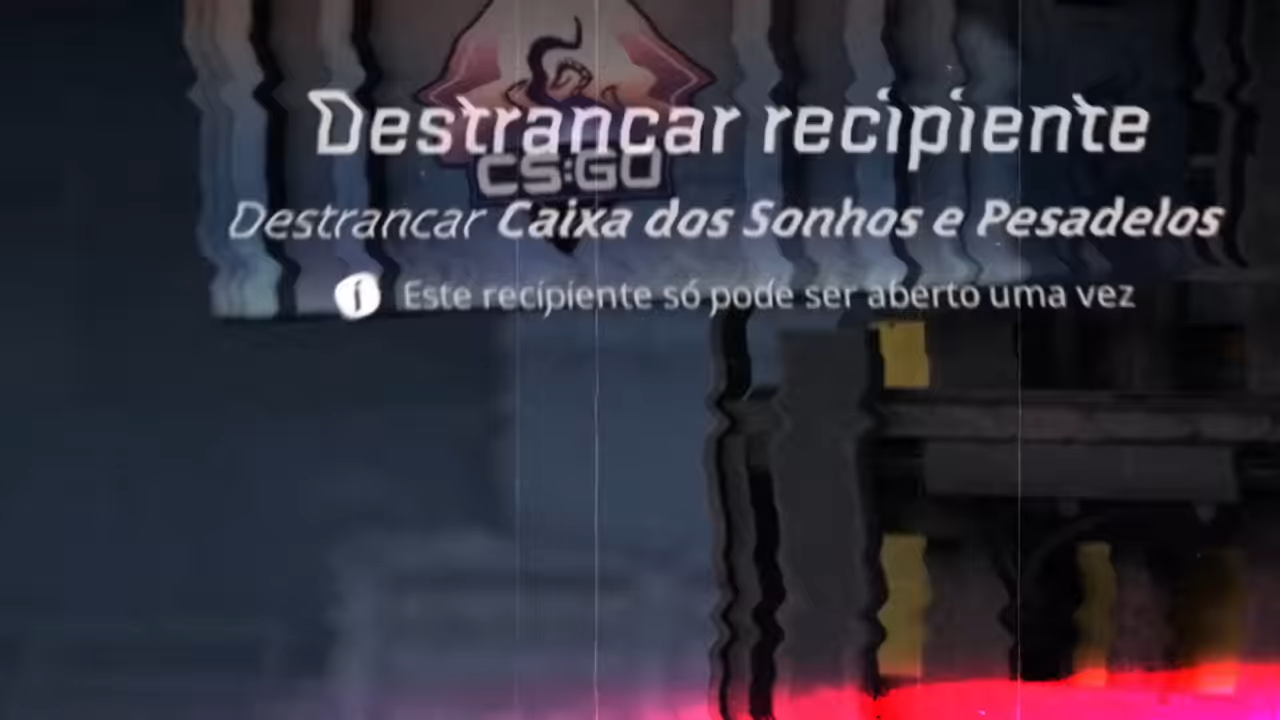 Destrancar recipiente
CS:GO
Destrancar Caixa dos Sonhos e Pesadelos
i Este recipiente só pode ser aberto uma vez